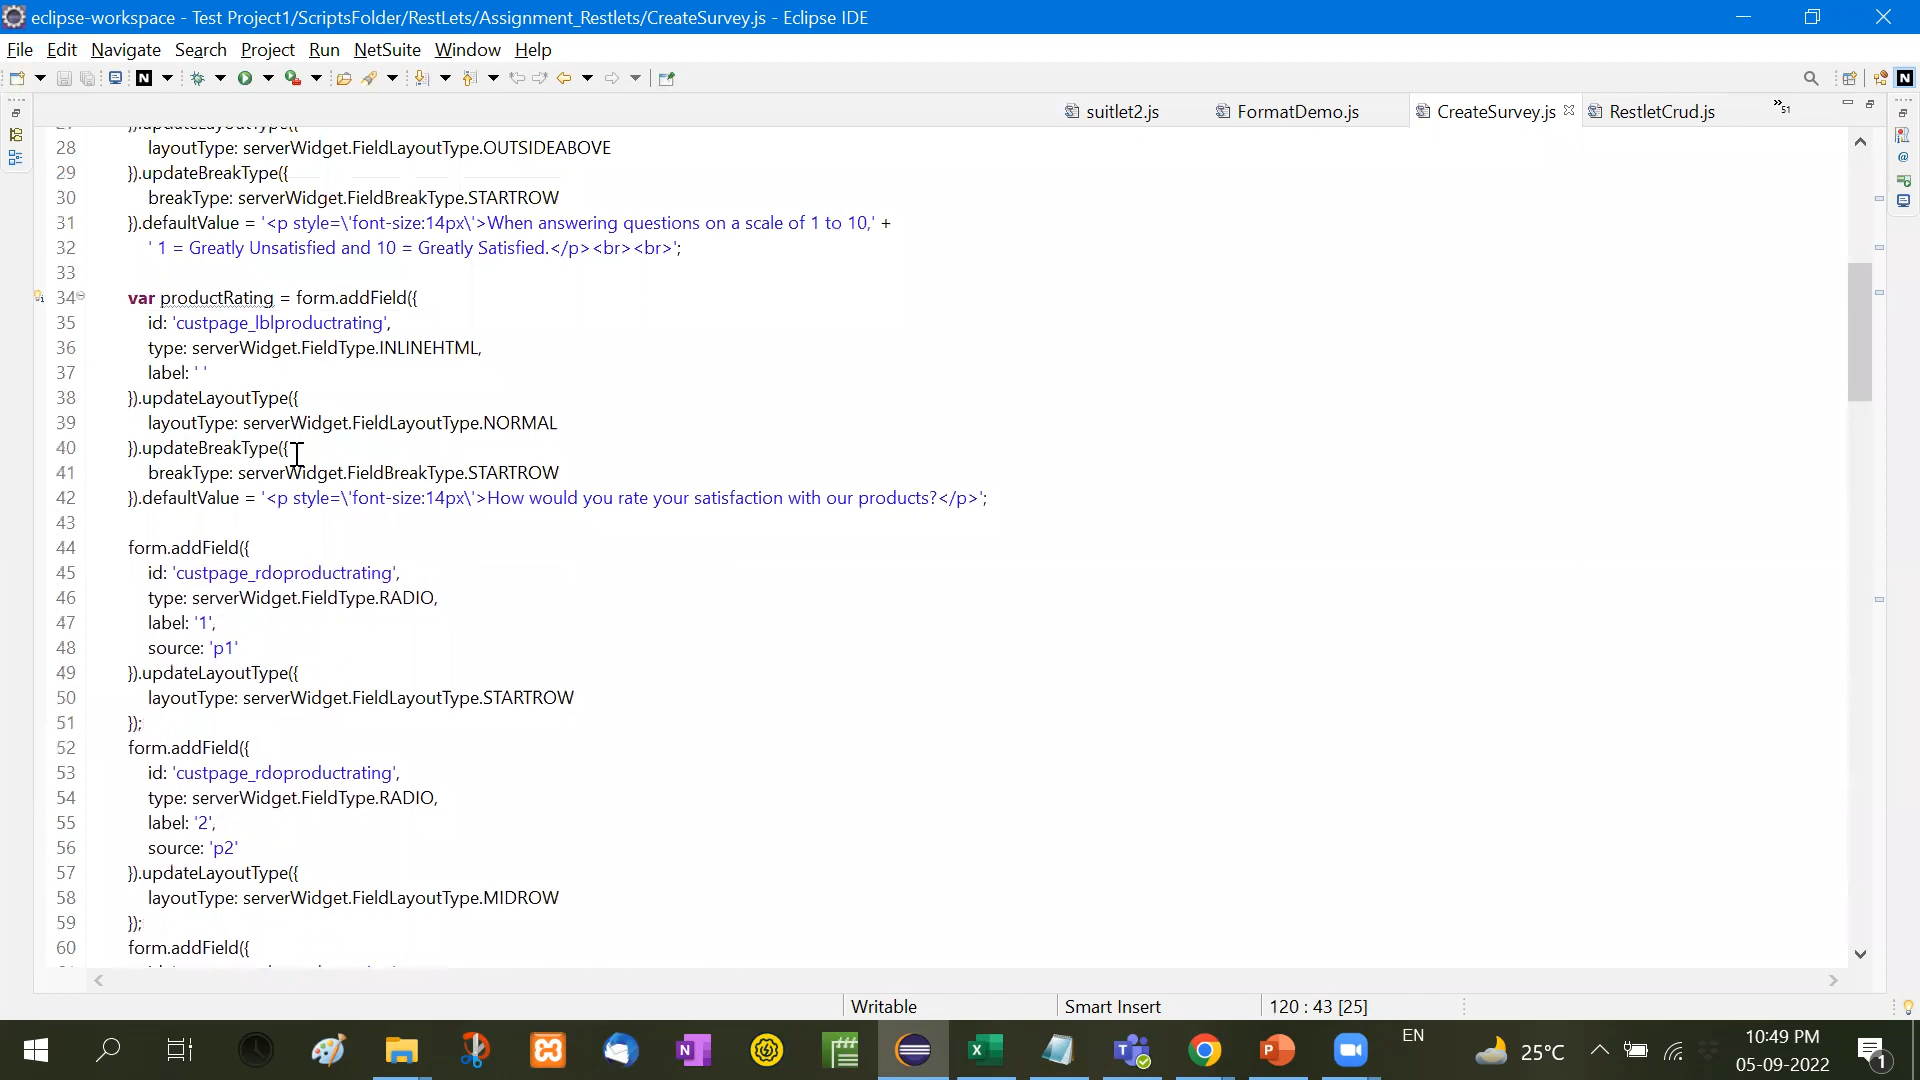 eclipse-workspace - Test Project1/ScriptsFolder/RestLets/Assignment_Restlets/CreateSurvey.js - Eclipse IDE
File Edit Navigate Search Project Run NetSuite Window Help
suitlet2.js FormatDemo.js CreateSurvey.js RestletCrud.js »51
}).updateLayoutType({
28 layoutType: serverWidget.FieldLayoutType.OUTSIDEABOVE
29 }).updateBreakType({
30 breakType: serverWidget.FieldBreakType.STARTROW
31 }).defaultValue = '<p style=\'font-size:14px\'>When answering questions on a scale of 1 to 10,' +
32 ' 1 = Greatly Unsatisfied and 10 = Greatly Satisfied.</p><br><br>';
33
34 var productRating = form.addField({
35 id: 'custpage_lblproductrating',
36 type: serverWidget.FieldType.INLINEHTML,
37 label: ' '
38 }).updateLayoutType({
39 layoutType: serverWidget.FieldLayoutType.NORMAL
40 }).updateBreakType({
41 breakType: serverWidget.FieldBreakType.STARTROW
42 }).defaultValue = '<p style=\'font-size:14px\'>How would you rate your satisfaction with our products?</p>';
43
44 form.addField({
45 id: 'custpage_rdoproductrating',
46 type: serverWidget.FieldType.RADIO,
47 label: '1',
48 source: 'p1'
49 }).updateLayoutType({
50 layoutType: serverWidget.FieldLayoutType.STARTROW
51 });
52 form.addField({
53 id: 'custpage_rdoproductrating',
54 type: serverWidget.FieldType.RADIO,
55 label: '2',
56 source: 'p2'
57 }).updateLayoutType({
58 layoutType: serverWidget.FieldLayoutType.MIDROW
59 });
60 form.addField({
Writable Smart Insert 120 : 43 [25]
EN
25°C
10:49 PM
05-09-2022
1